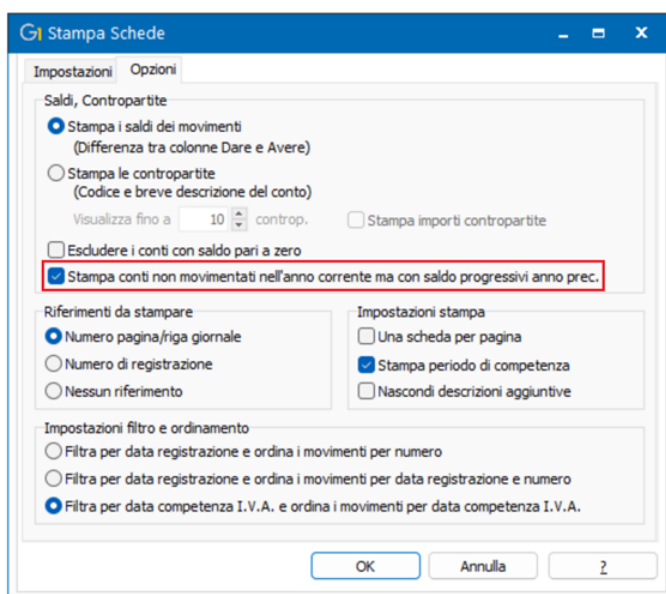 G1 Stampa Schede
Impostazioni Opzioni
Saldi, Contropartite
Stampa i saldi dei movimenti
(Differenza tra colonne Dare e Avere)
Stampa le contropartite
(Codice e breve descrizione del conto)
Visualizza fino a 10 controp. Stampa importi contropartite
Escludere i conti con saldo pari a zero
Stampa conti non movimentati nell'anno corrente ma con saldo progressivi anno prec.
Riferimenti da stampare
Numero pagina/riga giornale
Numero di registrazione
Nessun riferimento
Impostazioni stampa
Una scheda per pagina
Stampa periodo di competenza
Nascondi descrizioni aggiuntive
Impostazioni filtro e ordinamento
Filtra per data registrazione e ordina i movimenti per numero
Filtra per data registrazione e ordina i movimenti per data registrazione e numero
Filtra per data competenza I.V.A. e ordina i movimenti per data competenza I.V.A.
OK Annulla ?